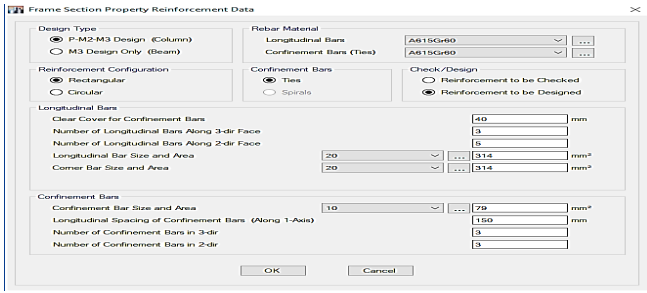 Frame Section Property Reinforcement Data
Design Type
P-M2-M3 Design (Column)
M3 Design Only (Beam)
Rebar Material
Longitudinal Bars A615Gr60 ...
Confinement Bars (Ties) A615Gr60 ...
Reinforcement Configuration
Rectangular
Circular
Confinement Bars
Ties
Spirals
Check/Design
Reinforcement to be Checked
Reinforcement to be Designed
Longitudinal Bars
Clear Cover for Confinement Bars 40 mm
Number of Longitudinal Bars Along 3-dir Face 3
Number of Longitudinal Bars Along 2-dir Face 5
Longitudinal Bar Size and Area 20 ... 314 mm²
Corner Bar Size and Area 20 ... 314 mm²
Confinement Bars
Confinement Bar Size and Area 10 ... 79 mm²
Longitudinal Spacing of Confinement Bars (Along 1-Axis) 150 mm
Number of Confinement Bars in 3-dir 3
Number of Confinement Bars in 2-dir 3
OK Cancel